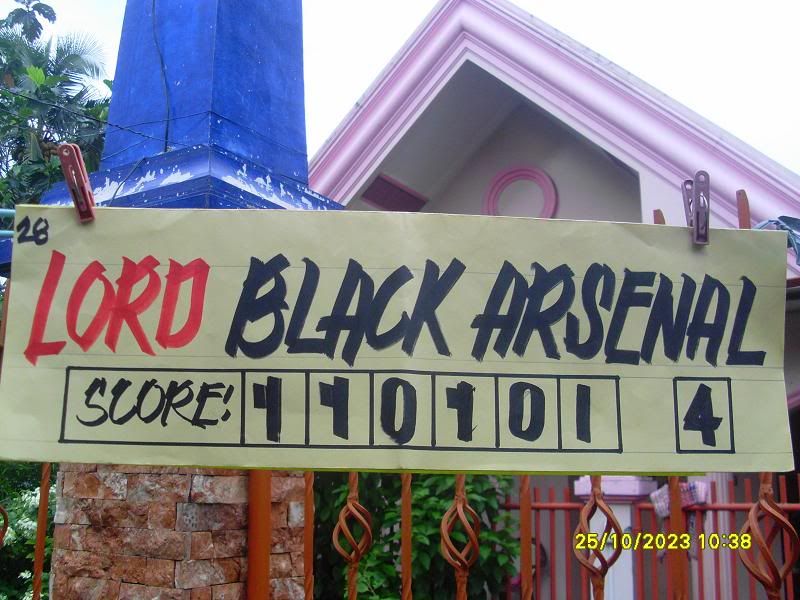 28
LORD BLACK ARSENAL
SCORE! 1 1 0 1 0 1 4
25/10/2023 10:38